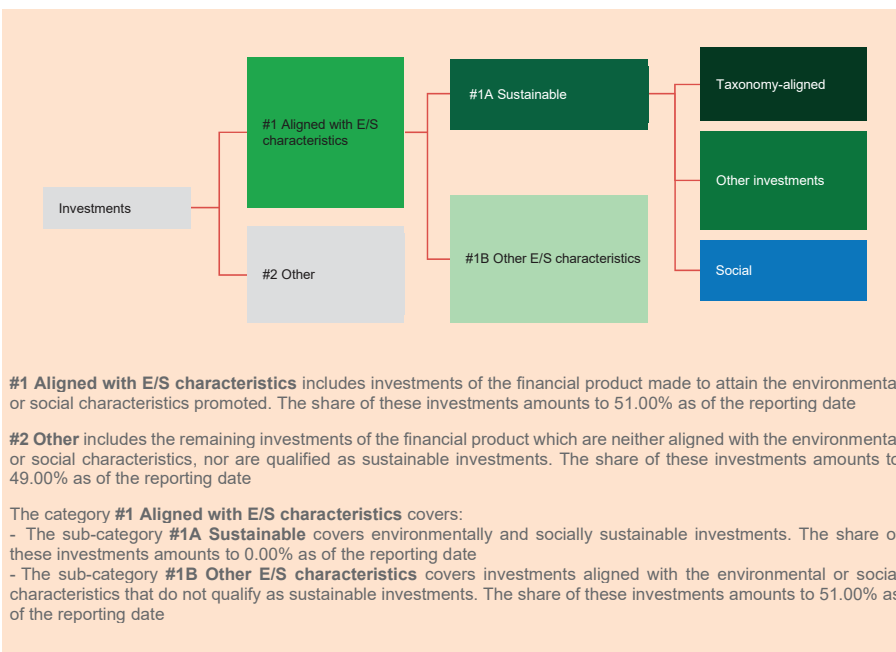 Taxonomy-aligned
#1A Sustainable
#1 Aligned with E/S
characteristics
Other investments
Investments
#1B Other E/S characteristics
#2 Other
Social
#1 Aligned with E/S characteristics includes investments of the financial product made to attain the environmenta
or social characteristics promoted. The share of these investments amounts to 51.00% as of the reporting date
#2 Other includes the remaining investments of the financial product which are neither aligned with the environmenta
or social characteristics, nor are qualified as sustainable investments. The share of these investments amounts to
49.00% as of the reporting date
The category #1 Aligned with E/S characteristics covers:
- The sub-category #1A Sustainable covers environmentally and socially sustainable investments. The share o
these investments amounts to 0.00% as of the reporting date
- The sub-category #1B Other E/S characteristics covers investments aligned with the environmental or socia
characteristics that do not qualify as sustainable investments. The share of these investments amounts to 51.00% as
of the reporting date